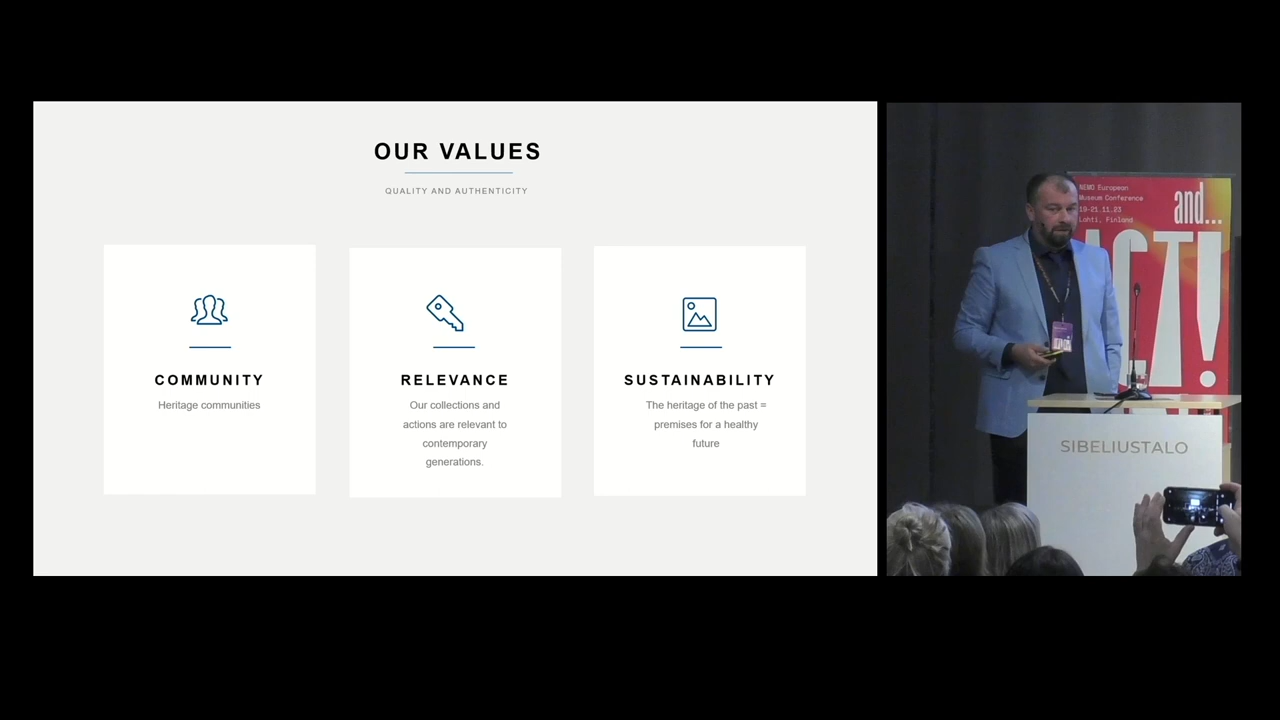 OUR VALUES
QUALITY AND AUTHENTICITY
COMMUNITY
Heritage communities
RELEVANCE
Our collections and
actions are relevant to
contemporary
generations.
SUSTAINABILITY
The heritage of the past =
premises for a healthy
future
NEMO European
Museum Conference
19-21.11.23
Lahti, Finland
and...
ACT!
SIBELIUSTALO